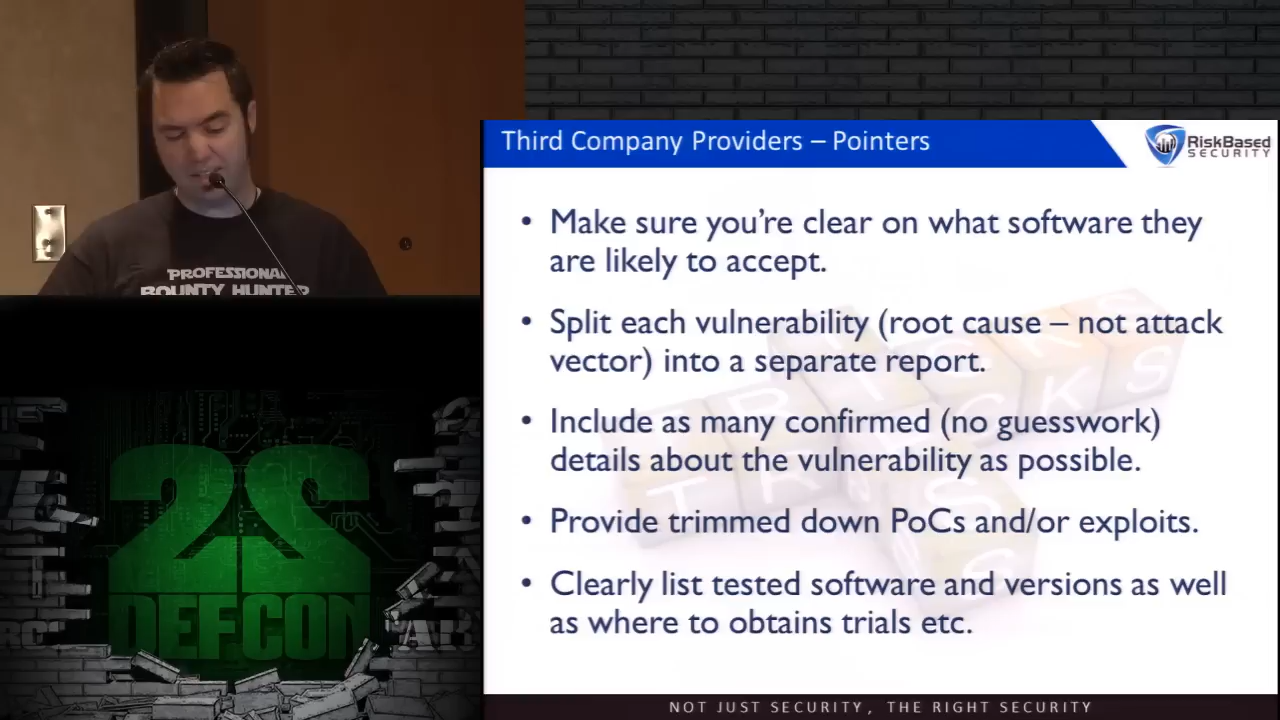 PROFESSIONAL
BOUNTY HUNTER
Third Company Providers – Pointers
RiskBased
SECURITY
• Make sure you’re clear on what software they
are likely to accept.
• Split each vulnerability (root cause – not attack
vector) into a separate report.
• Include as many confirmed (no guesswork)
details about the vulnerability as possible.
• Provide trimmed down PoCs and/or exploits.
• Clearly list tested software and versions as well
as where to obtains trials etc.
22
DEFCON
NOT JUST SECURITY, THE RIGHT SECURITY